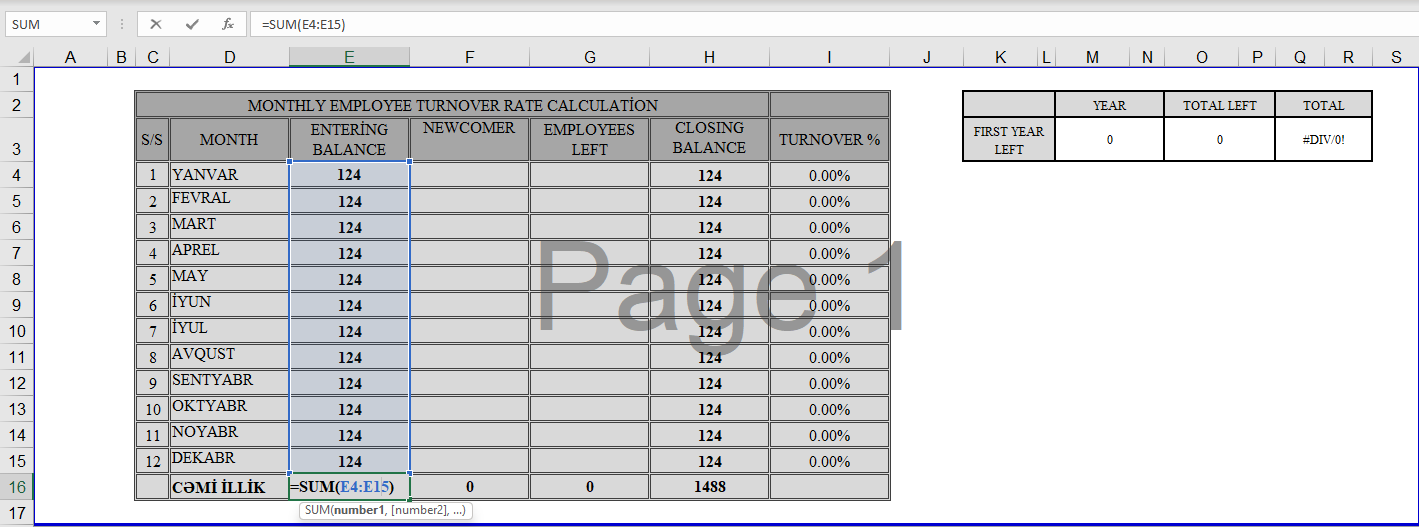 SUM =SUM(E4:E15)
A B C D E F G H I J K L M N O P Q R S
1
2 MONTHLY EMPLOYEE TURNOVER RATE CALCULATİON YEAR TOTAL LEFT TOTAL
3 S/S MONTH ENTERİNG BALANCE NEWCOMER EMPLOYEES LEFT CLOSING BALANCE TURNOVER % FIRST YEAR LEFT 0 0 #DIV/0!
4 1 YANVAR 124 124 0.00%
5 2 FEVRAL 124 124 0.00%
6 3 MART 124 124 0.00%
7 4 APREL 124 124 0.00%
8 5 MAY 124 124 0.00%
9 6 İYUN 124 124 0.00%
10 7 İYUL 124 124 0.00%
11 8 AVQUST 124 124 0.00%
12 9 SENTYABR 124 124 0.00%
13 10 OKTYABR 124 124 0.00%
14 11 NOYABR 124 124 0.00%
15 12 DEKABR 124 124 0.00%
16 CƏMİ İLLİK =SUM(E4:E15) 0 0 1488
17 SUM(number1, [number2], ...)
Page 1